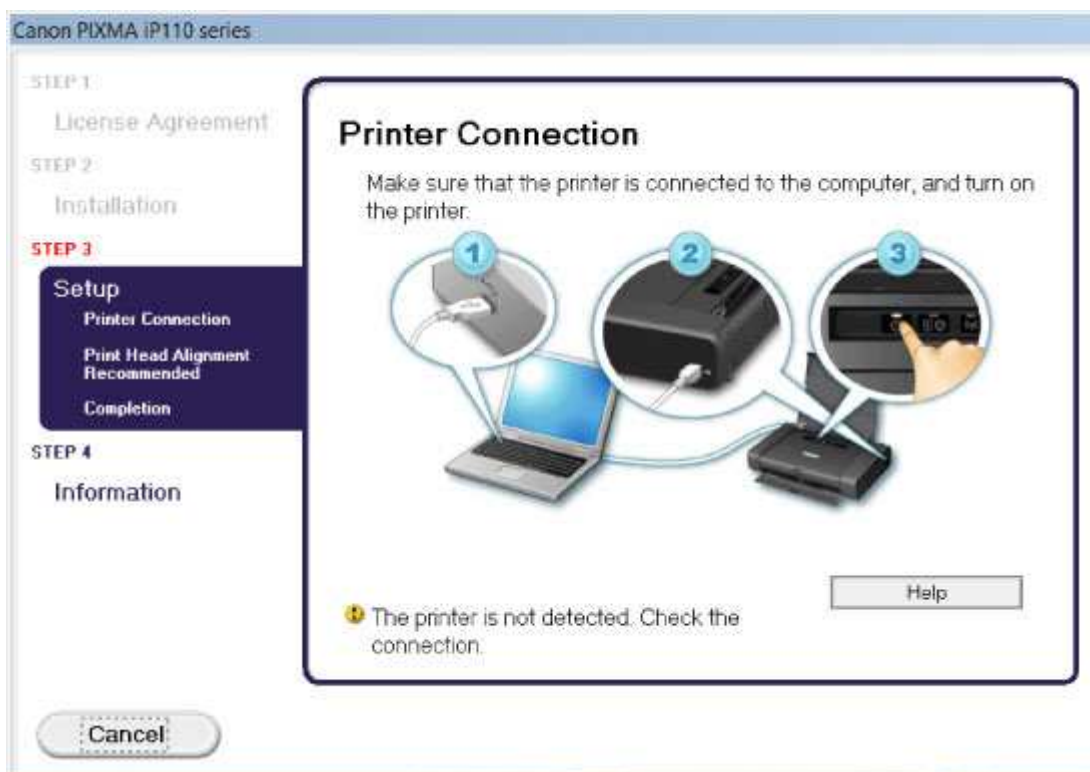 Canon PIXMA iP110 series
STEP 1
License Agreement
STEP 2
Installation
STEP 3
Setup
Printer Connection
Print Head Alignment
Recommended
Completion
STEP 4
Information
Printer Connection
Make sure that the printer is connected to the computer, and turn on
the printer.
1
2
3
Help
The printer is not detected. Check the
connection.
Cancel